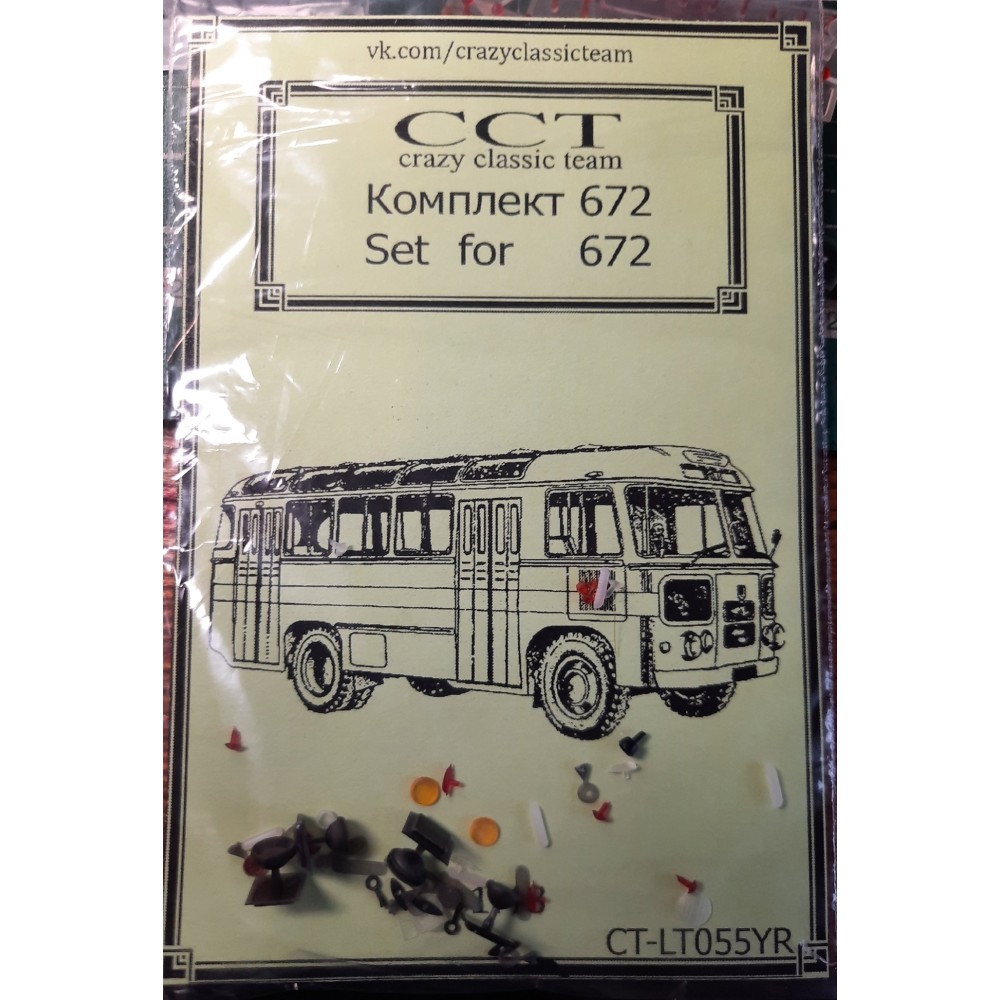 vk.com/crazyclassicteam
CCT
crazy classic team
Комплект 672
Set for 672
CT-LT055YR